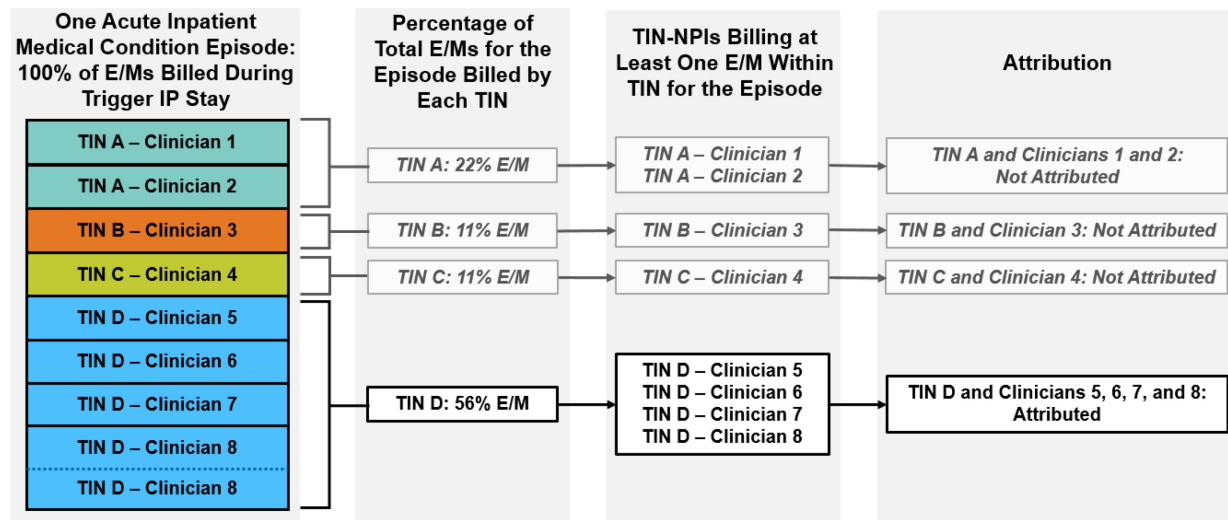 One Acute Inpatient
Medical Condition Episode:
100% of E/Ms Billed During
Trigger IP Stay
TIN A – Clinician 1
TIN A – Clinician 2
TIN B – Clinician 3
TIN C – Clinician 4
TIN D – Clinician 5
TIN D – Clinician 6
TIN D – Clinician 7
TIN D – Clinician 8
TIN D – Clinician 8
Percentage of
Total E/Ms for the
Episode Billed by
Each TIN
TIN A: 22% E/M
TIN B: 11% E/M
TIN C: 11% E/M
TIN D: 56% E/M
TIN-NPIs Billing at
Least One E/M Within
TIN for the Episode
TIN A – Clinician 1
TIN A – Clinician 2
TIN B – Clinician 3
TIN C – Clinician 4
TIN D – Clinician 5
TIN D – Clinician 6
TIN D – Clinician 7
TIN D – Clinician 8
Attribution
TIN A and Clinicians 1 and 2:
Not Attributed
TIN B and Clinician 3: Not Attributed
TIN C and Clinician 4: Not Attributed
TIN D and Clinicians 5, 6, 7, and 8:
Attributed